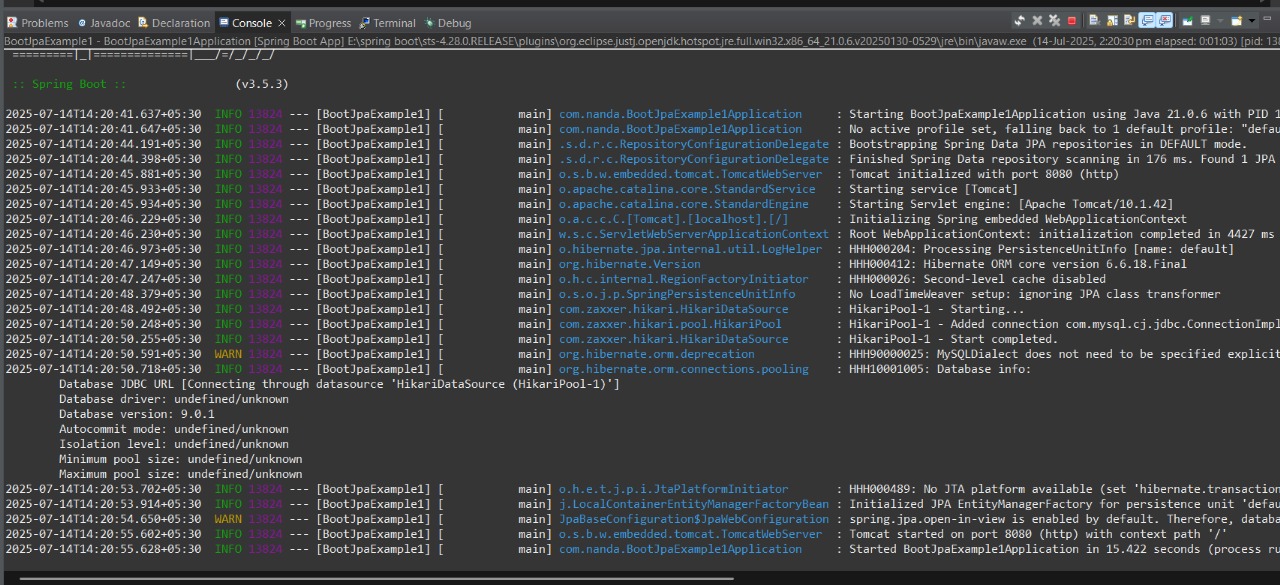 Problems Javadoc Declaration Console × Progress Terminal Debug
BootJpaExample1 - BootJpaExample1Application [Spring Boot App] E:\spring boot\sts-4.28.0.RELEASE\plugins\org.eclipse.justj.openjdk.hotspot.jre.full.win32.x86_64_21.0.6.v20250130-0529\jre\bin\javaw.exe (14-Jul-2025, 2:20:30 pm elapsed: 0:01:03) [pid: 138
=========|_|==============|___/=/_/_/_/
:: Spring Boot :: (v3.5.3)
2025-07-14T14:20:41.637+05:30 INFO 13824 --- [BootJpaExample1] [ main] com.nanda.BootJpaExample1Application : Starting BootJpaExample1Application using Java 21.0.6 with PID 1
2025-07-14T14:20:41.647+05:30 INFO 13824 --- [BootJpaExample1] [ main] com.nanda.BootJpaExample1Application : No active profile set, falling back to 1 default profile: "defau
2025-07-14T14:20:44.191+05:30 INFO 13824 --- [BootJpaExample1] [ main] .s.d.r.c.RepositoryConfigurationDelegate : Bootstrapping Spring Data JPA repositories in DEFAULT mode.
2025-07-14T14:20:44.398+05:30 INFO 13824 --- [BootJpaExample1] [ main] .s.d.r.c.RepositoryConfigurationDelegate : Finished Spring Data repository scanning in 176 ms. Found 1 JPA
2025-07-14T14:20:45.881+05:30 INFO 13824 --- [BootJpaExample1] [ main] o.s.b.w.embedded.tomcat.TomcatWebServer : Tomcat initialized with port 8080 (http)
2025-07-14T14:20:45.933+05:30 INFO 13824 --- [BootJpaExample1] [ main] o.apache.catalina.core.StandardService : Starting service [Tomcat]
2025-07-14T14:20:45.934+05:30 INFO 13824 --- [BootJpaExample1] [ main] o.apache.catalina.core.StandardEngine : Starting Servlet engine: [Apache Tomcat/10.1.42]
2025-07-14T14:20:46.229+05:30 INFO 13824 --- [BootJpaExample1] [ main] o.a.c.c.C.[Tomcat].[localhost].[/] : Initializing Spring embedded WebApplicationContext
2025-07-14T14:20:46.230+05:30 INFO 13824 --- [BootJpaExample1] [ main] w.s.c.ServletWebServerApplicationContext : Root WebApplicationContext: initialization completed in 4427 ms
2025-07-14T14:20:46.973+05:30 INFO 13824 --- [BootJpaExample1] [ main] o.hibernate.jpa.internal.util.LogHelper : HHH000204: Processing PersistenceUnitInfo [name: default]
2025-07-14T14:20:47.149+05:30 INFO 13824 --- [BootJpaExample1] [ main] org.hibernate.Version : HHH000412: Hibernate ORM core version 6.6.18.Final
2025-07-14T14:20:47.247+05:30 INFO 13824 --- [BootJpaExample1] [ main] o.h.c.internal.RegionFactoryInitiator : HHH000026: Second-level cache disabled
2025-07-14T14:20:48.379+05:30 INFO 13824 --- [BootJpaExample1] [ main] o.s.o.j.p.SpringPersistenceUnitInfo : No LoadTimeWeaver setup: ignoring JPA class transformer
2025-07-14T14:20:48.492+05:30 INFO 13824 --- [BootJpaExample1] [ main] com.zaxxer.hikari.HikariDataSource : HikariPool-1 - Starting...
2025-07-14T14:20:50.248+05:30 INFO 13824 --- [BootJpaExample1] [ main] com.zaxxer.hikari.pool.HikariPool : HikariPool-1 - Added connection com.mysql.cj.jdbc.ConnectionImpl
2025-07-14T14:20:50.255+05:30 INFO 13824 --- [BootJpaExample1] [ main] com.zaxxer.hikari.HikariDataSource : HikariPool-1 - Start completed.
2025-07-14T14:20:50.591+05:30 WARN 13824 --- [BootJpaExample1] [ main] org.hibernate.orm.deprecation : HHH90000025: MySQLDialect does not need to be specified explicit
2025-07-14T14:20:50.718+05:30 INFO 13824 --- [BootJpaExample1] [ main] org.hibernate.orm.connections.pooling : HHH10001005: Database info:
Database JDBC URL [Connecting through datasource 'HikariDataSource (HikariPool-1)']
Database driver: undefined/unknown
Database version: 9.0.1
Autocommit mode: undefined/unknown
Isolation level: undefined/unknown
Minimum pool size: undefined/unknown
Maximum pool size: undefined/unknown
2025-07-14T14:20:53.702+05:30 INFO 13824 --- [BootJpaExample1] [ main] o.h.e.t.j.p.i.JtaPlatformInitiator : HHH000489: No JTA platform available (set 'hibernate.transaction
2025-07-14T14:20:53.914+05:30 INFO 13824 --- [BootJpaExample1] [ main] j.LocalContainerEntityManagerFactoryBean : Initialized JPA EntityManagerFactory for persistence unit 'defau
2025-07-14T14:20:54.650+05:30 WARN 13824 --- [BootJpaExample1] [ main] JpaBaseConfiguration$JpaWebConfiguration : spring.jpa.open-in-view is enabled by default. Therefore, databa
2025-07-14T14:20:55.602+05:30 INFO 13824 --- [BootJpaExample1] [ main] o.s.b.w.embedded.tomcat.TomcatWebServer : Tomcat started on port 8080 (http) with context path '/'
2025-07-14T14:20:55.628+05:30 INFO 13824 --- [BootJpaExample1] [ main] com.nanda.BootJpaExample1Application : Started BootJpaExample1Application in 15.422 seconds (process ru